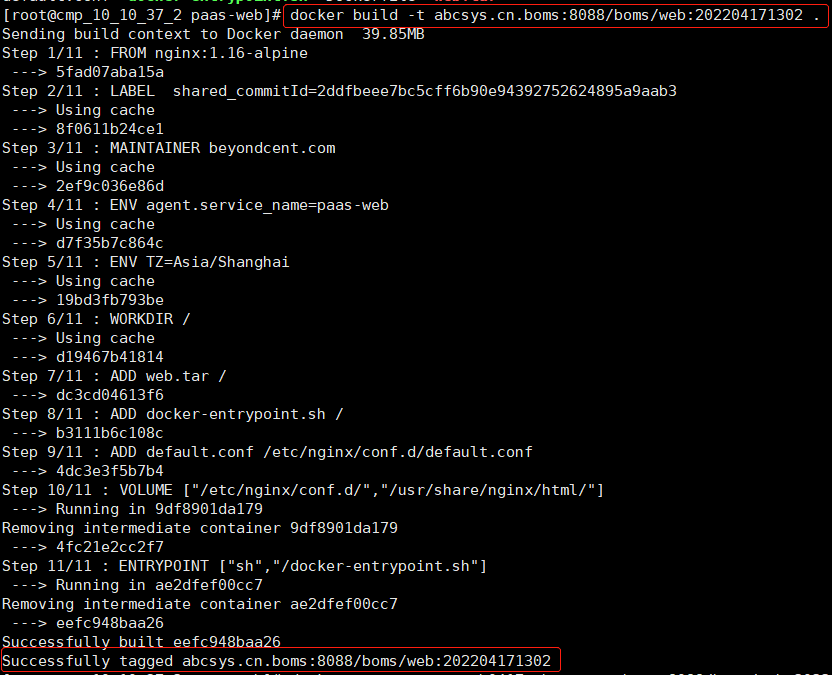 [root@cmp_10_10_37_2 paas-web]# docker build -t abcsys.cn.boms:8088/boms/web:202204171302 .
Sending build context to Docker daemon  39.85MB
Step 1/11 : FROM nginx:1.16-alpine
 ---> 5fad07aba15a
Step 2/11 : LABEL  shared_commitId=2ddfbeee7bc5cff6b90e94392752624895a9aab3
 ---> Using cache
 ---> 8f0611b24ce1
Step 3/11 : MAINTAINER beyondcent.com
 ---> Using cache
 ---> 2ef9c036e86d
Step 4/11 : ENV agent.service_name=paas-web
 ---> Using cache
 ---> d7f35b7c864c
Step 5/11 : ENV TZ=Asia/Shanghai
 ---> Using cache
 ---> 19bd3fb793be
Step 6/11 : WORKDIR /
 ---> Using cache
 ---> d19467b41814
Step 7/11 : ADD web.tar /
 ---> dc3cd04613f6
Step 8/11 : ADD docker-entrypoint.sh /
 ---> b3111b6c108c
Step 9/11 : ADD default.conf /etc/nginx/conf.d/default.conf
 ---> 4dc3e3f5b7b4
Step 10/11 : VOLUME ["/etc/nginx/conf.d/","/usr/share/nginx/html/"]
 ---> Running in 9df8901da179
Removing intermediate container 9df8901da179
 ---> 4fc21e2cc2f7
Step 11/11 : ENTRYPOINT ["sh","/docker-entrypoint.sh"]
 ---> Running in ae2dfef00cc7
Removing intermediate container ae2dfef00cc7
 ---> eefc948baa26
Successfully built eefc948baa26
Successfully tagged abcsys.cn.boms:8088/boms/web:202204171302